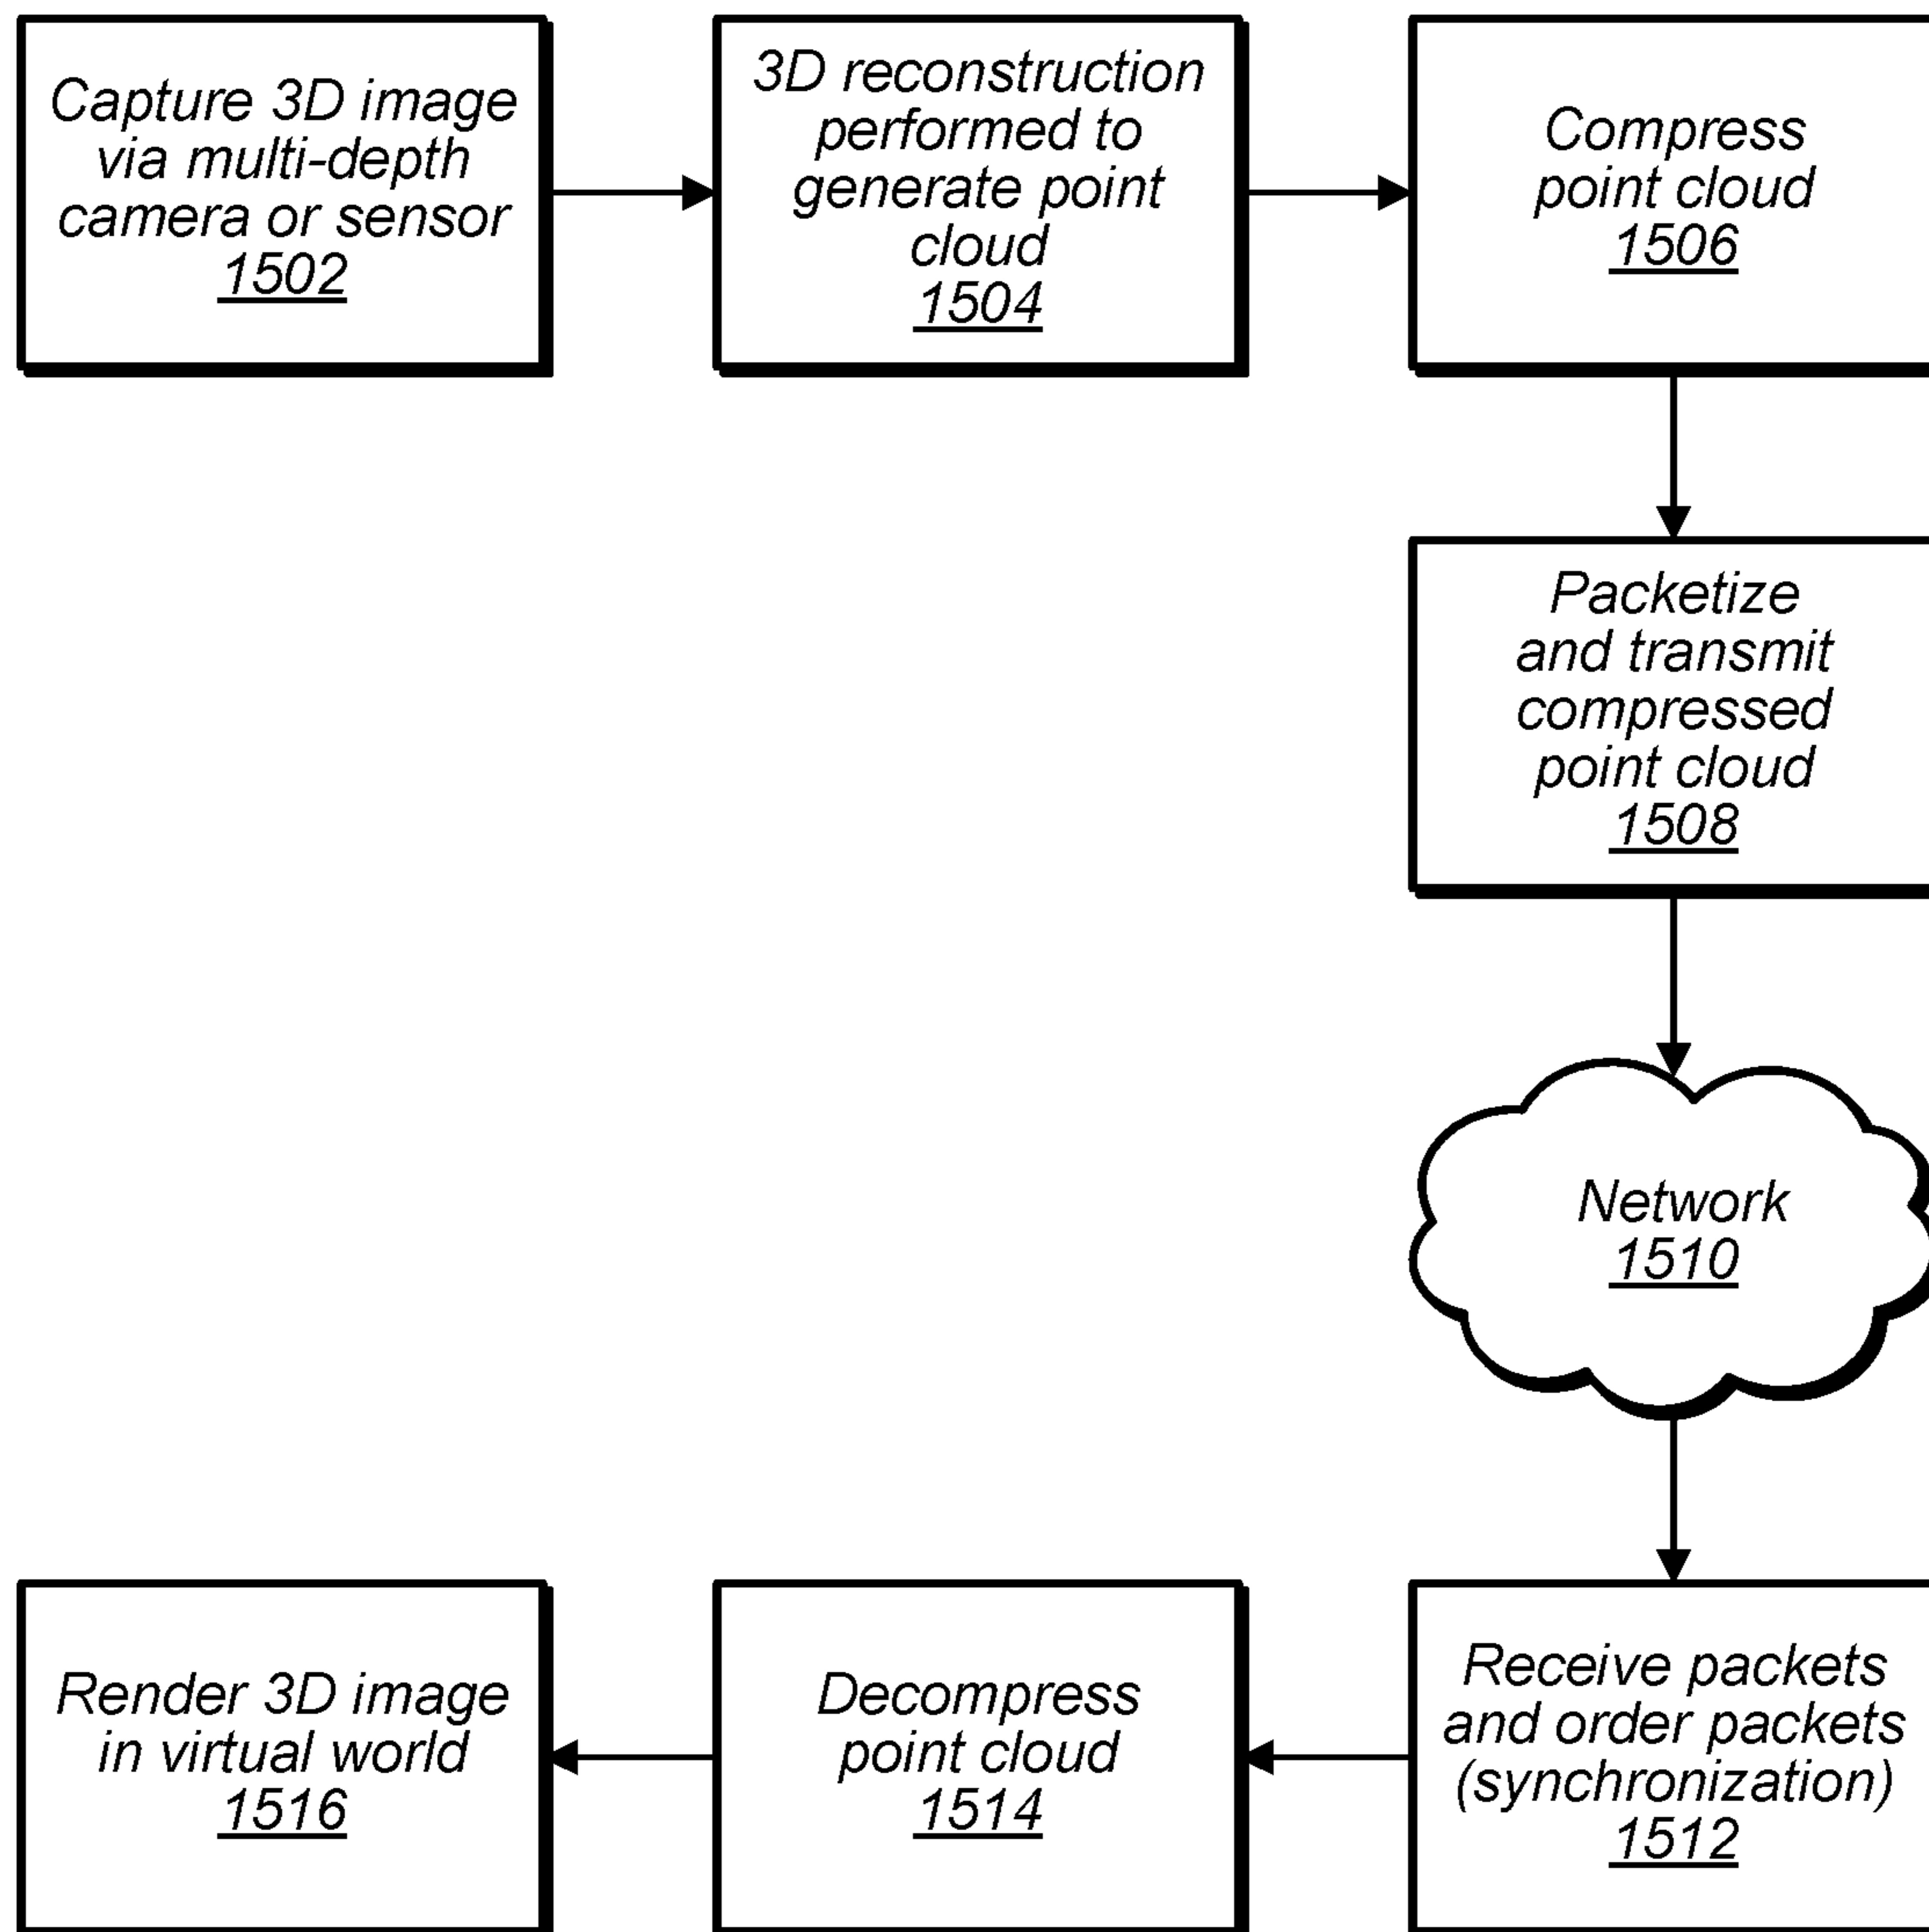 Capture 3D image
via multi-depth
camera or sensor
1502
3D reconstruction
performed to
generate point
cloud
1504
Compress
point cloud
1506
Packetize
and transmit
compressed
point cloud
1508
Network
1510
Receive packets
and order packets
(synchronization)
1512
Decompress
point cloud
1514
Render 3D image
in virtual world
1516